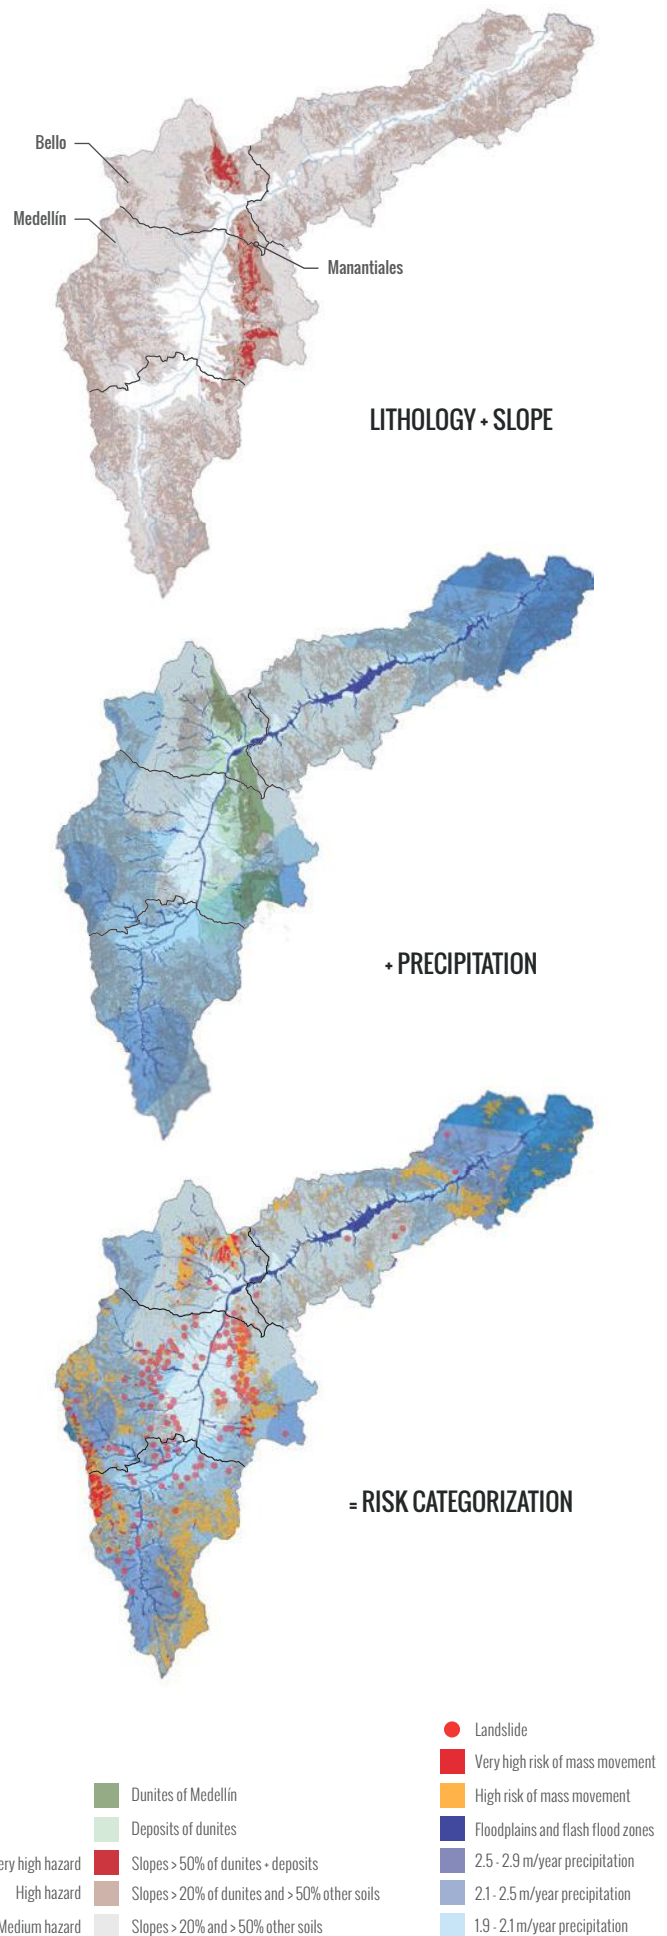 Bello
Medellín
Manantiales
LITHOLOGY + SLOPE
+ PRECIPITATION
= RISK CATEGORIZATION
Landslide
Very high risk of mass movement
Dunites of Medellín
High risk of mass movement
Deposits of dunites
Floodplains and flash flood zones
ery high hazard
Slopes > 50% of dunites + deposits
2.5 - 2.9 m/year precipitation
High hazard
Slopes > 20% of dunites and > 50% other soils
2.1 - 2.5 m/year precipitation
Medium hazard
Slopes > 20% and > 50% other soils
1.9 - 2.1 m/year precipitation